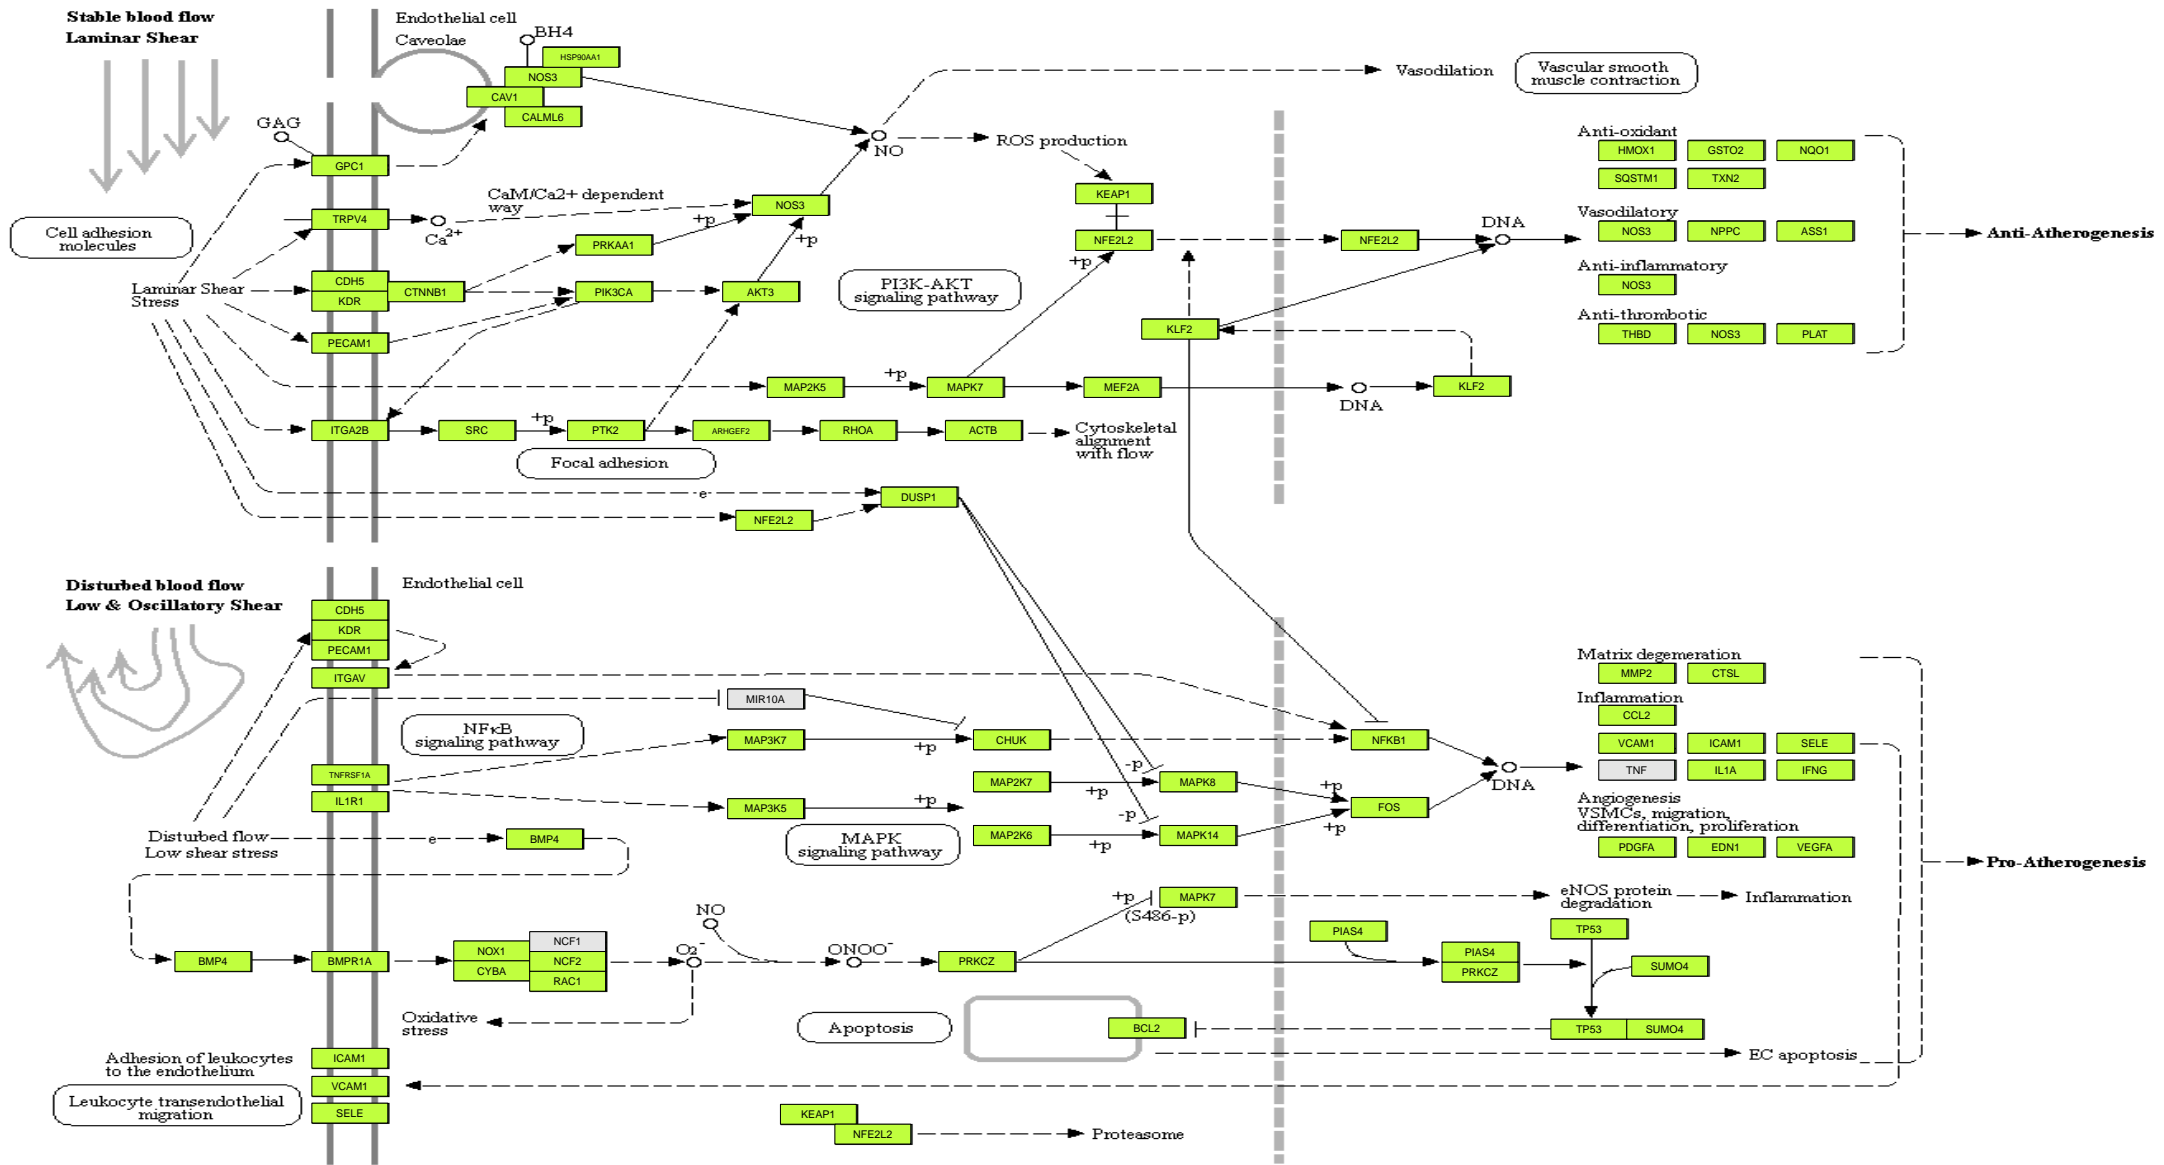 Stable blood flow
Laminar Shear
Endothelial cell
Caveolae
BH4
HSP90AA1
NOS3
CAV1
CALML6
Vasodilation
Vascular smooth
muscle contraction
GAG
GPC1
NO
ROS production
Anti-oxidant
HMOX1
GSTO2
NQO1
SQSTM1
TXN2
KEAP1
CaM/Ca2+ dependent
way
NOS3
TRPV4
Ca2+
+p
+p
Cell adhesion
molecules
PRKAA1
NFE2L2
+p
NFE2L2
DNA
Vasodilatory
NOS3
NPPC
ASS1
Anti-Atherogenesis
Anti-inflammatory
NOS3
Laminar Shear
Stress
CDH5
KDR
CTNNB1
PIK3CA
AKT3
PI3K-AKT
signaling pathway
Anti-thrombotic
THBD
NOS3
PLAT
KLF2
PECAM1
MAP2K5
+p
MAPK7
MEF2A
DNA
KLF2
ITGA2B
SRC
+p
PTK2
ARHGEF2
RHOA
ACTB
Cytoskeletal
alignment
with flow
Focal adhesion
e
DUSP1
NFE2L2
Disturbed blood flow
Low & Oscillatory Shear
Endothelial cell
CDH5
KDR
PECAM1
ITGAV
MIR10A
NFκB
signaling pathway
MAP3K7
+p
CHUK
NFKB1
Matrix degeneration
MMP2
CTSL
Inflammation
CCL2
VCAM1
ICAM1
SELE
TNF
IL1A
IFNG
TNFRSF1A
IL1R1
MAP2K7
+p
-p
MAPK8
+p
DNA
MAP3K5
+p
-p
FOS
+p
Angiogenesis
VSMCs, migration,
differentiation, proliferation
PDGFA
EDN1
VEGFA
Disturbed flow
Low shear stress
e
BMP4
MAPK
signaling pathway
MAP2K6
+p
MAPK14
Pro-Atherogenesis
+p
(S486-p)
MAPK7
eNOS protein
degradation
Inflammation
NO
BMP4
BMPR1A
NOX1
CYBA
NCF1
NCF2
RAC1
O2-
ONOO-
PRKCZ
PIAS4
PIAS4
PRKCZ
TP53
SUMO4
Oxidative
stress
Apoptosis
BCL2
TP53
SUMO4
EC apoptosis
Adhesion of leukocytes
to the endothelium
ICAM1
VCAM1
SELE
Leukocyte transendothelial
migration
KEAP1
NFE2L2
Proteasome